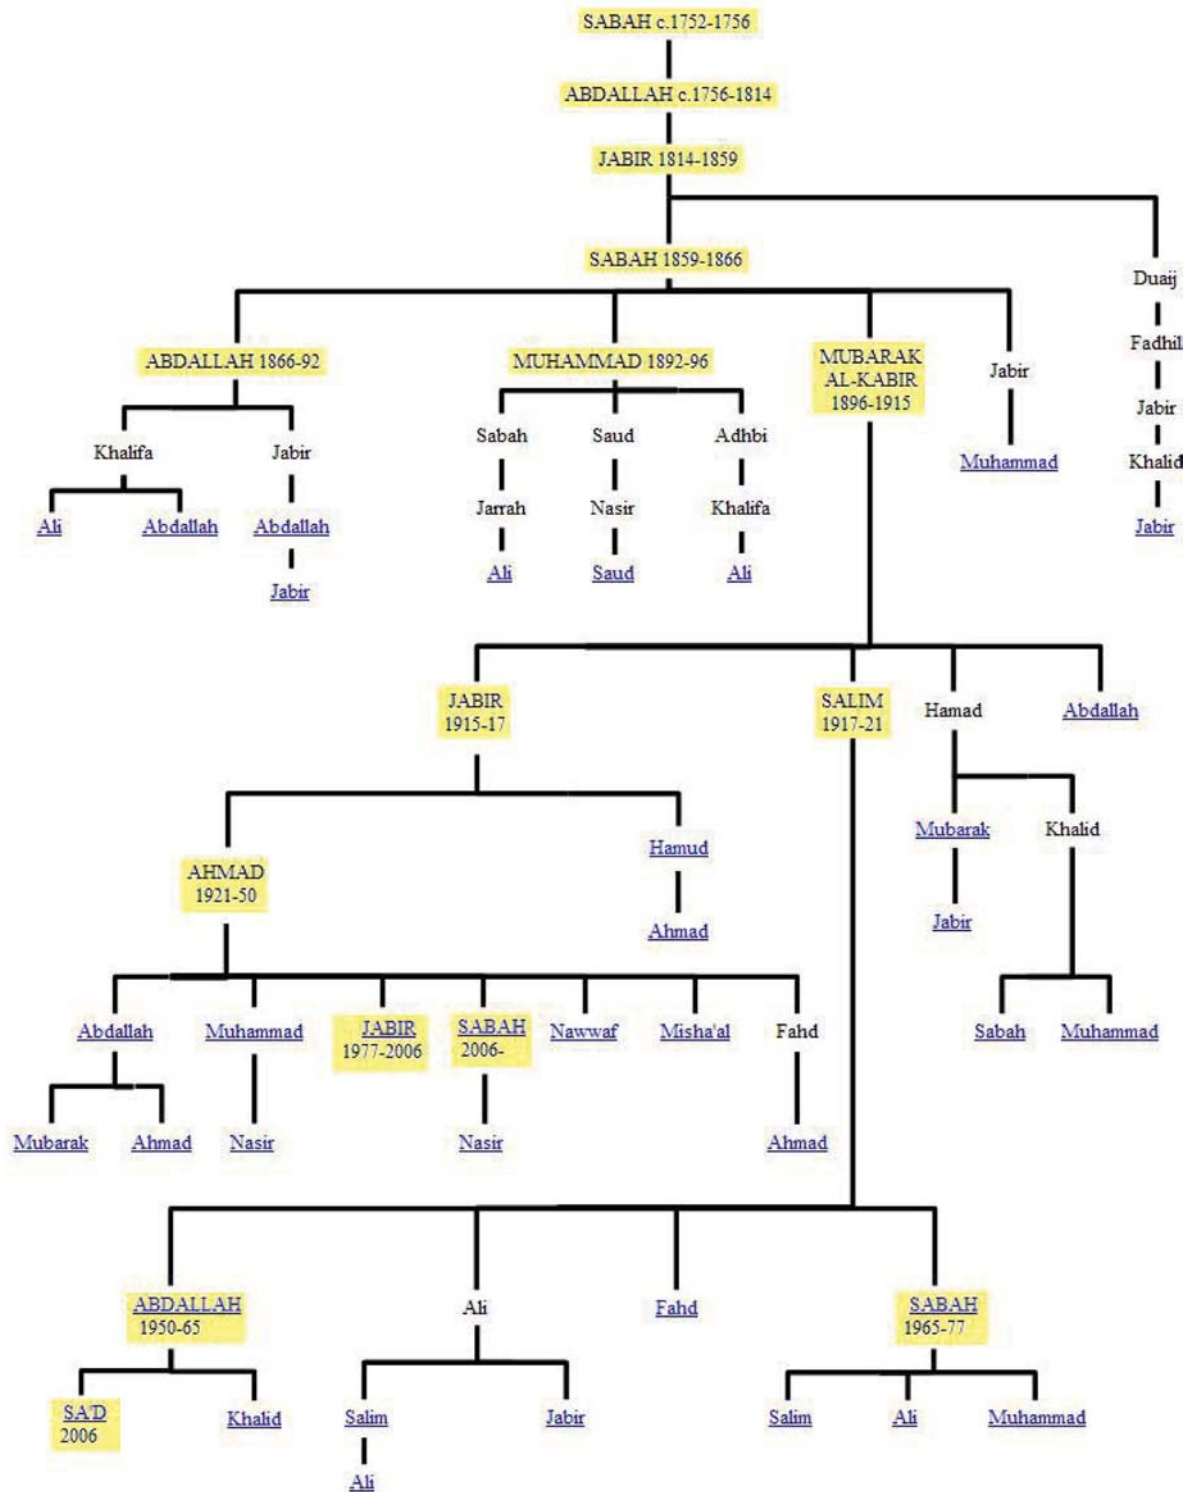 SABAH c.1752-1756
ABDALLAH c.1756-1814
JABIR 1814-1859
SABAH 1859-1866
Duaij
ABDALLAH 1866-92
MUHAMMAD 1892-96
MUBARAK
AL-KABIR
1896-1915
Jabir
Fadhil
Jabir
Khalifa
Jabir
Sabah
Saud
Adhbi
Muhammad
Khalid
Ali
Abdallah
Abdallah
Jarrah
Nasir
Khalifa
Jabir
Jabir
Ali
Saud
Ali
JABIR
1915-17
SALIM
1917-21
Hamad
Abdallah
Hamud
Mubarak
Khalid
AHMAD
1921-50
Ahmad
Jabir
Abdallah
Muhammad
JABIR
1977-2006
SABAH
2006-
Nawwaf
Misha'al
Fahd
Sabah
Muhammad
Mubarak
Ahmad
Nasir
Nasir
Ahmad
ABDALLAH
1950-65
Ali
Fahd
SABAH
1965-77
SA'D
2006
Khalid
Salim
Jabir
Salim
Ali
Muhammad
Ali